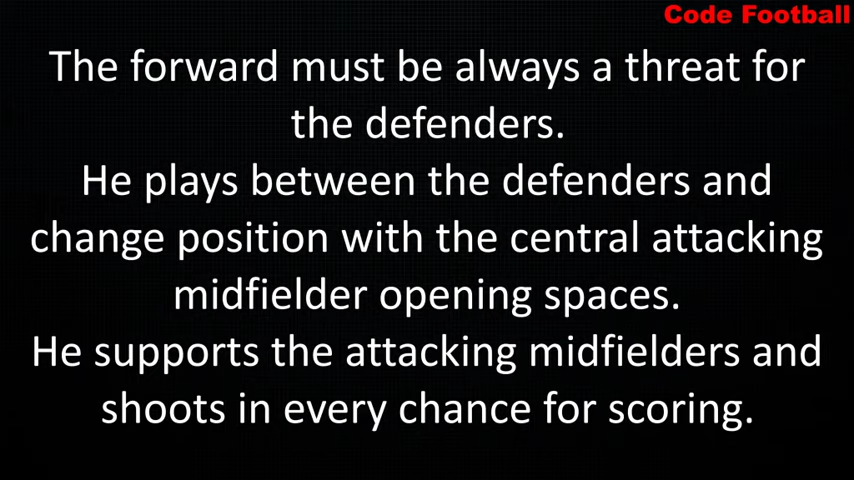 Code Football
The forward must be always a threat for
the defenders.
He plays between the defenders and
change position with the central attacking
midfielder opening spaces.
He supports the attacking midfielders and
shoots in every chance for scoring.